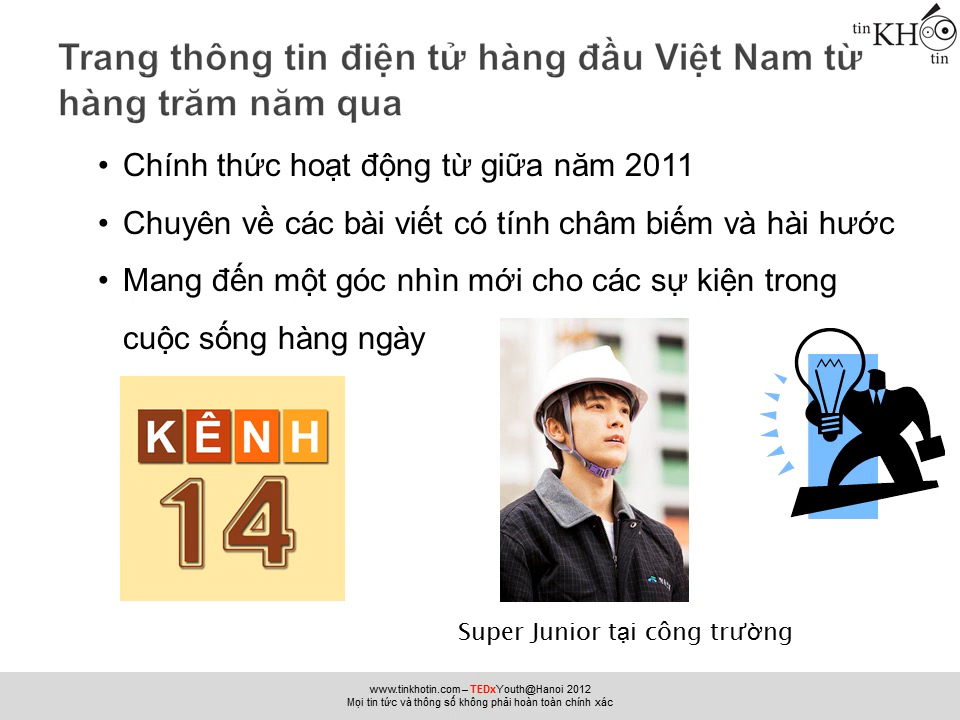 tin KHÓ tin
Trang thông tin điện tử hàng đầu Việt Nam từ
hàng trăm năm qua
• Chính thức hoạt động từ giữa năm 2011
• Chuyên về các bài viết có tính châm biếm và hài hước
• Mang đến một góc nhìn mới cho các sự kiện trong
cuộc sống hàng ngày
KÊNH
14
Super Junior tại công trường
www.tinkhotin.com – TEDxYouth@Hanoi 2012
Mọi tin tức và thông số không phải hoàn toàn chính xác